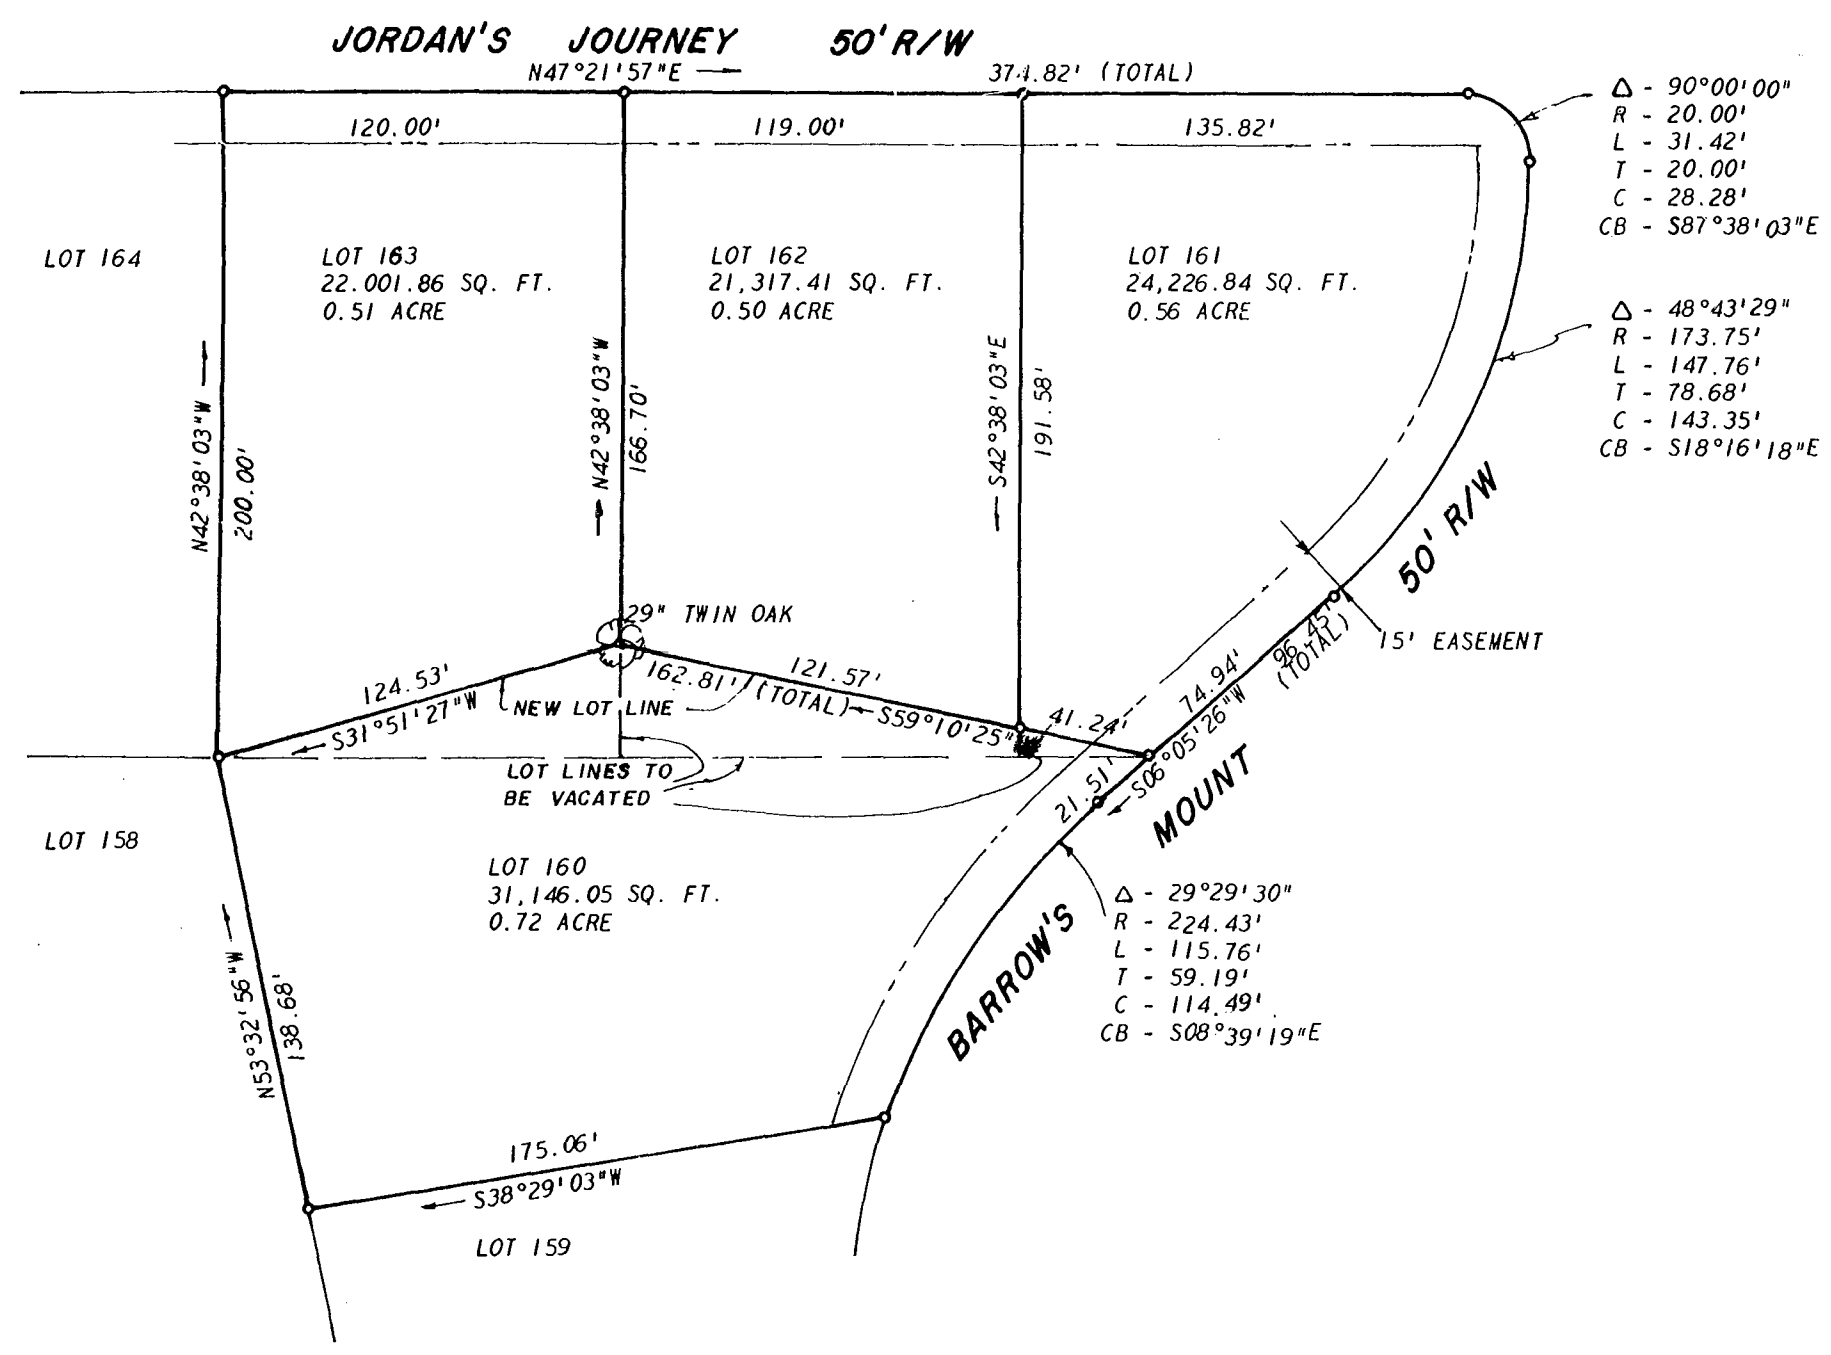 JORDAN'S JOURNEY 50' R/W
N47°21'57"E 374.82' (TOTAL)
120.00' 119.00' 135.82'
Δ - 90°00'00"
R - 20.00'
L - 31.42'
T - 20.00'
C - 28.28'
CB - S87°38'03"E
LOT 164
LOT 163
22.001.86 SQ. FT.
0.51 ACRE
LOT 162
21,317.41 SQ. FT.
0.50 ACRE
LOT 161
24,226.84 SQ. FT.
0.56 ACRE
Δ - 48°43'29"
R - 173.75'
L - 147.76'
T - 78.68'
C - 143.35'
CB - S18°16'18"E
N42°38'03"W
200.00'
N42°38'03"W
166.70'
S42°38'03"E
191.58'
50' R/W
29" TWIN OAK
15' EASEMENT
96.45'
(TOTAL)
74.94'
124.53'
S31°51'27"W
NEW LOT LINE
121.57'
162.81' (TOTAL)
S59°10'25"
41.24'
S06°05'26"W
21.51'
LOT LINES TO
BE VACATED
BARROW'S MOUNT
LOT 158
LOT 160
31,146.05 SQ. FT.
0.72 ACRE
Δ - 29°29'30"
R - 224.43'
L - 115.76'
T - 59.19'
C - 114.49'
CB - S08°39'19"E
N53°32'56"W
138.68'
175.06'
S38°29'03"W
LOT 159